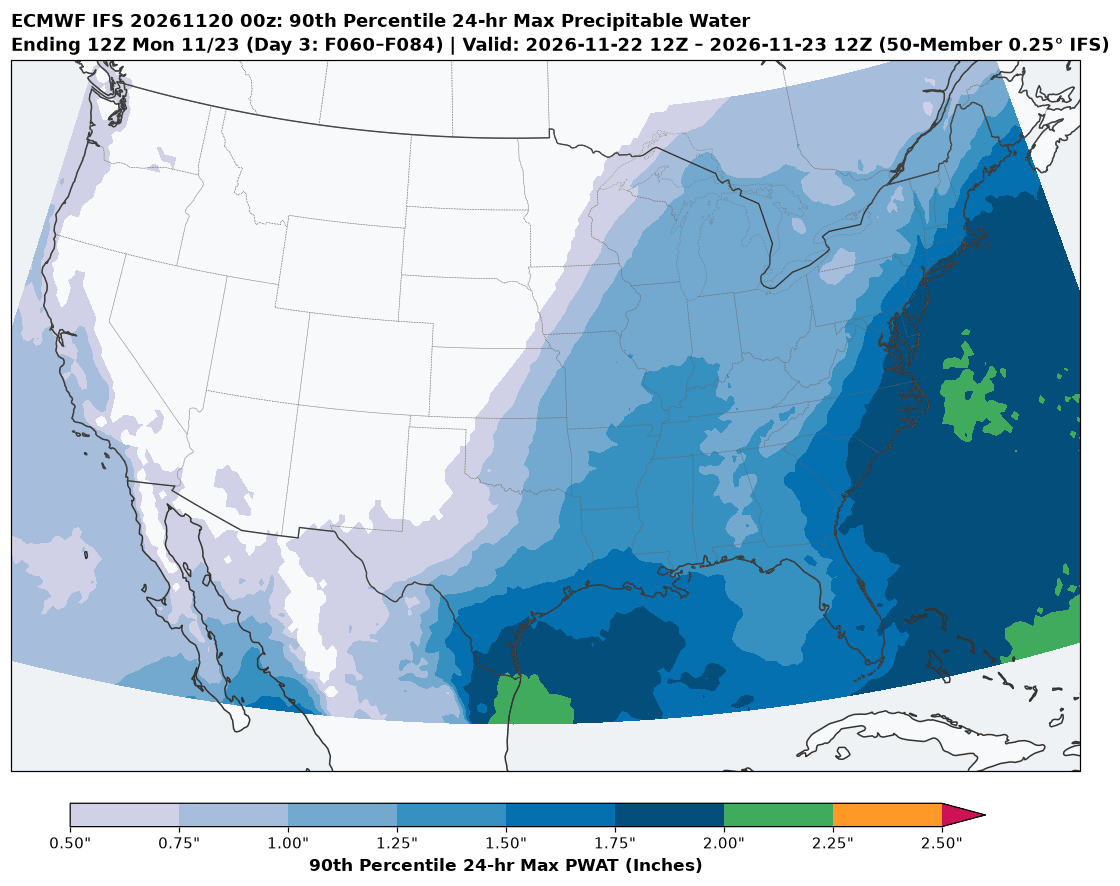 ECMWF IFS 20261120 00z: 90th Percentile 24-hr Max Precipitable Water
Ending 12Z Mon 11/23 (Day 3: F060–F084) | Valid: 2026-11-22 12Z – 2026-11-23 12Z (50-Member 0.25° IFS)
0.50" 0.75" 1.00" 1.25" 1.50" 1.75" 2.00" 2.25" 2.50"
90th Percentile 24-hr Max PWAT (Inches)